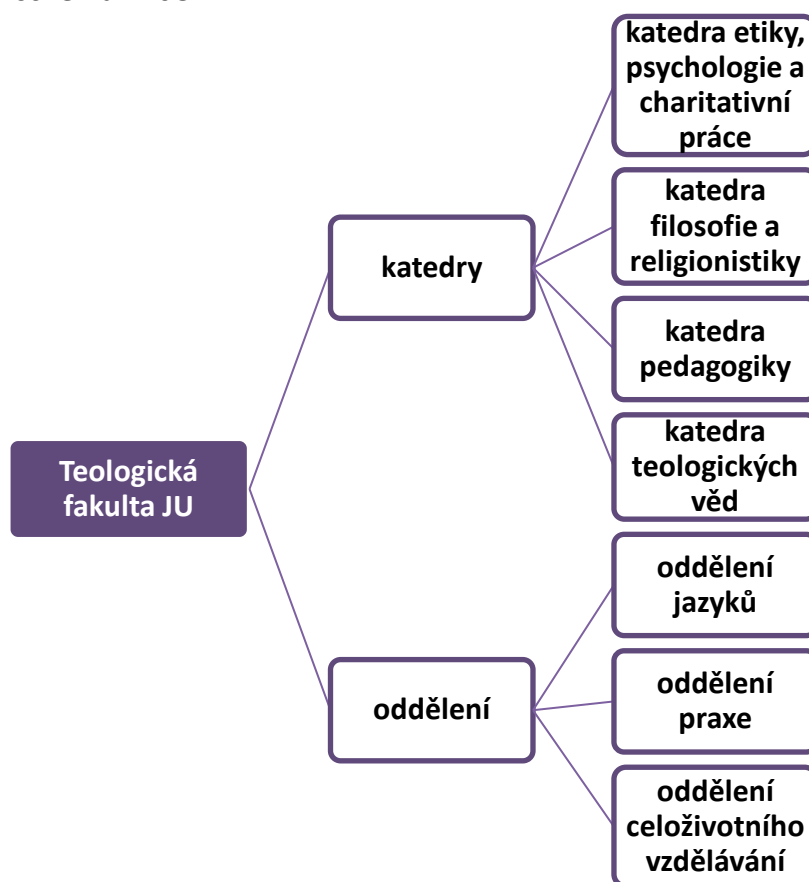 katedra etiky,
psychologie a
charitativní
práce
katedra
filosofie a
religionistiky
katedry
katedra
pedagogiky
katedra
teologických
věd
Teologická
fakulta JU
oddělení
jazyků
oddělení
oddělení
praxe
oddělení
celoživotního
vzdělávání